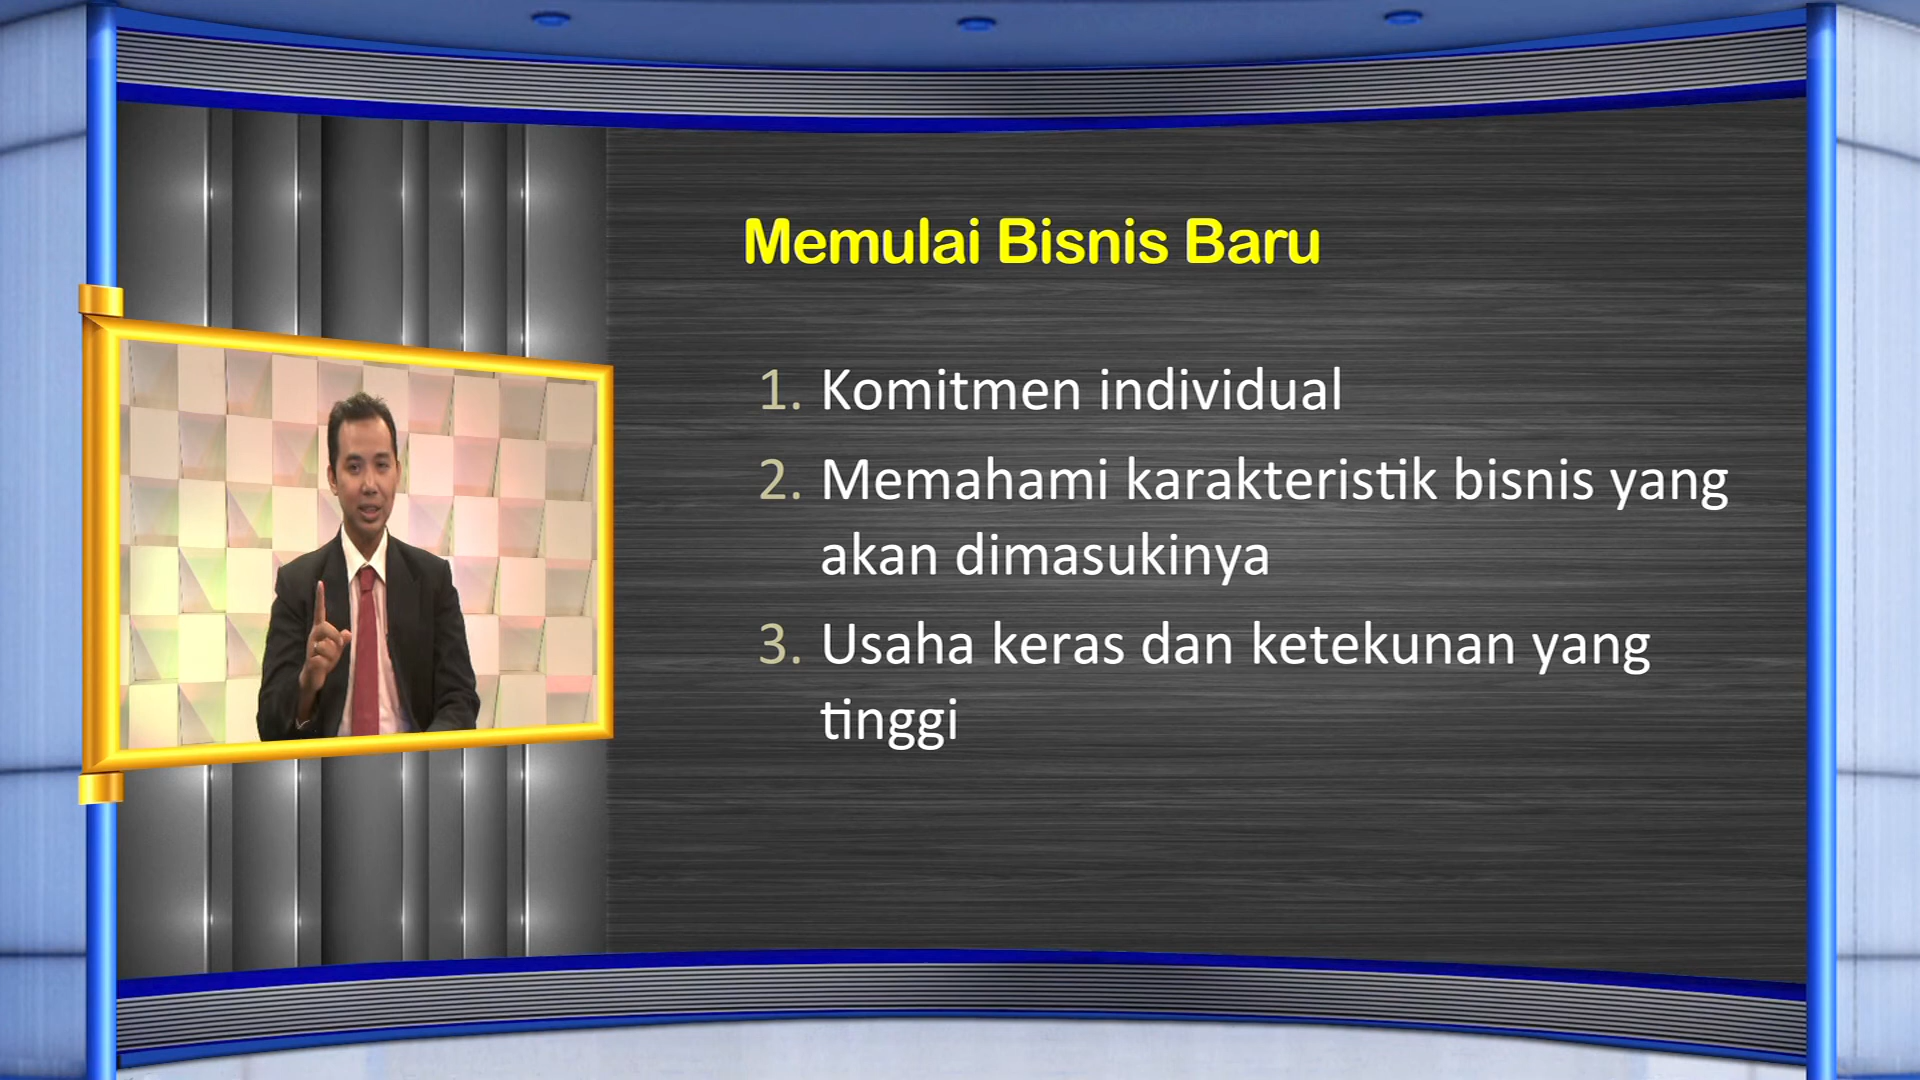 Memulai Bisnis Baru
1. Komitmen individual
2. Memahami karakteristik bisnis yang
akan dimasukinya
3. Usaha keras dan ketekunan yang
tinggi